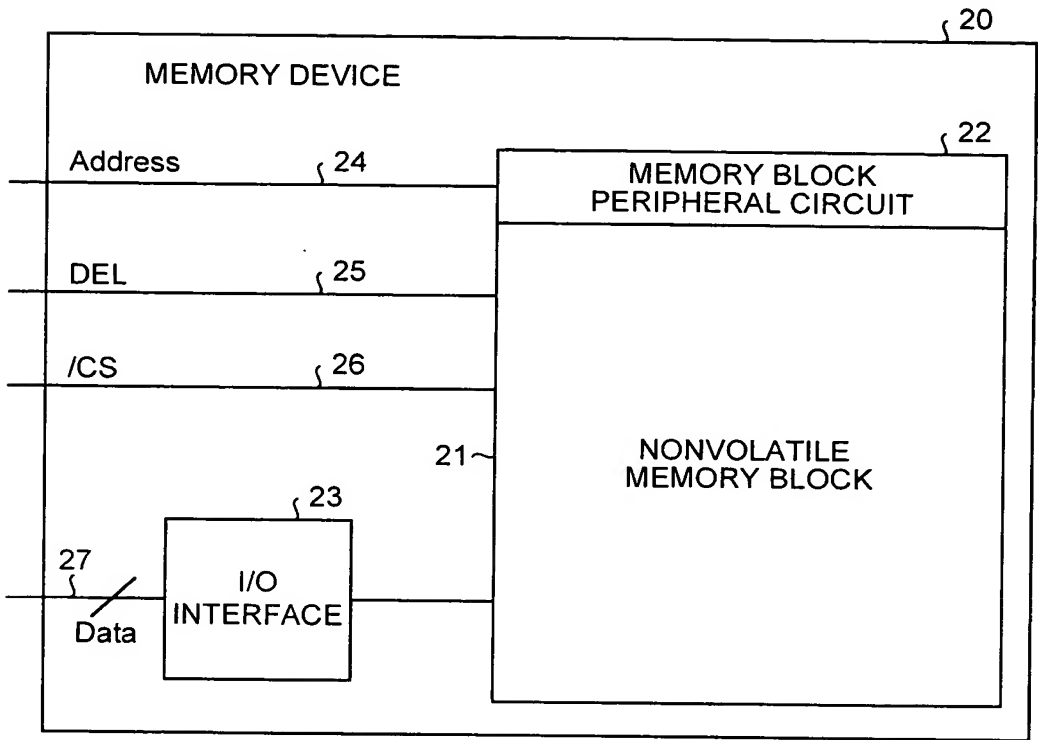 20
MEMORY DEVICE
22
Address
24
MEMORY BLOCK
PERIPHERAL CIRCUIT
DEL
25
/CS
26
21
NONVOLATILE
MEMORY BLOCK
23
27
I/O
INTERFACE
Data